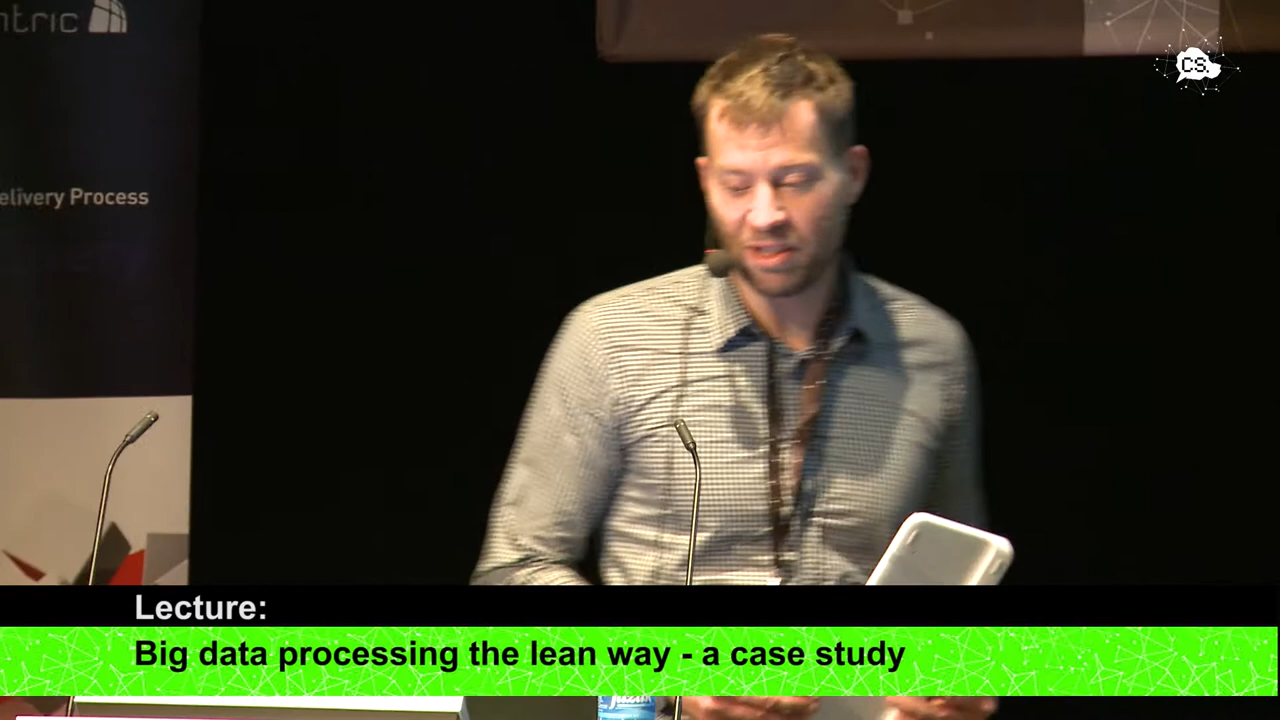 ntric
CS.
elivery Process
Lecture:
Big data processing the lean way - a case study